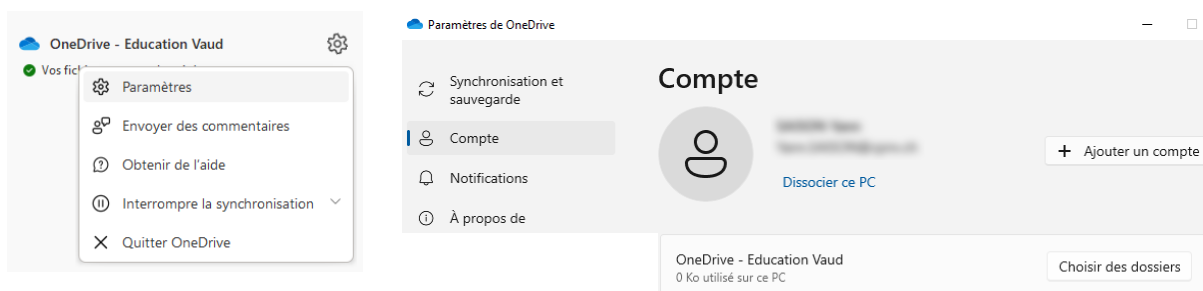 OneDrive - Education Vaud
Vos fic
Paramètres
Envoyer des commentaires
Obtenir de l'aide
Interrompre la synchronisation
Quitter OneDrive
Paramètres de OneDrive
Synchronisation et
sauvegarde
Compte
Notifications
À propos de
Compte
Dissocier ce PC
+ Ajouter un compte
OneDrive - Education Vaud
0 Ko utilisé sur ce PC
Choisir des dossiers